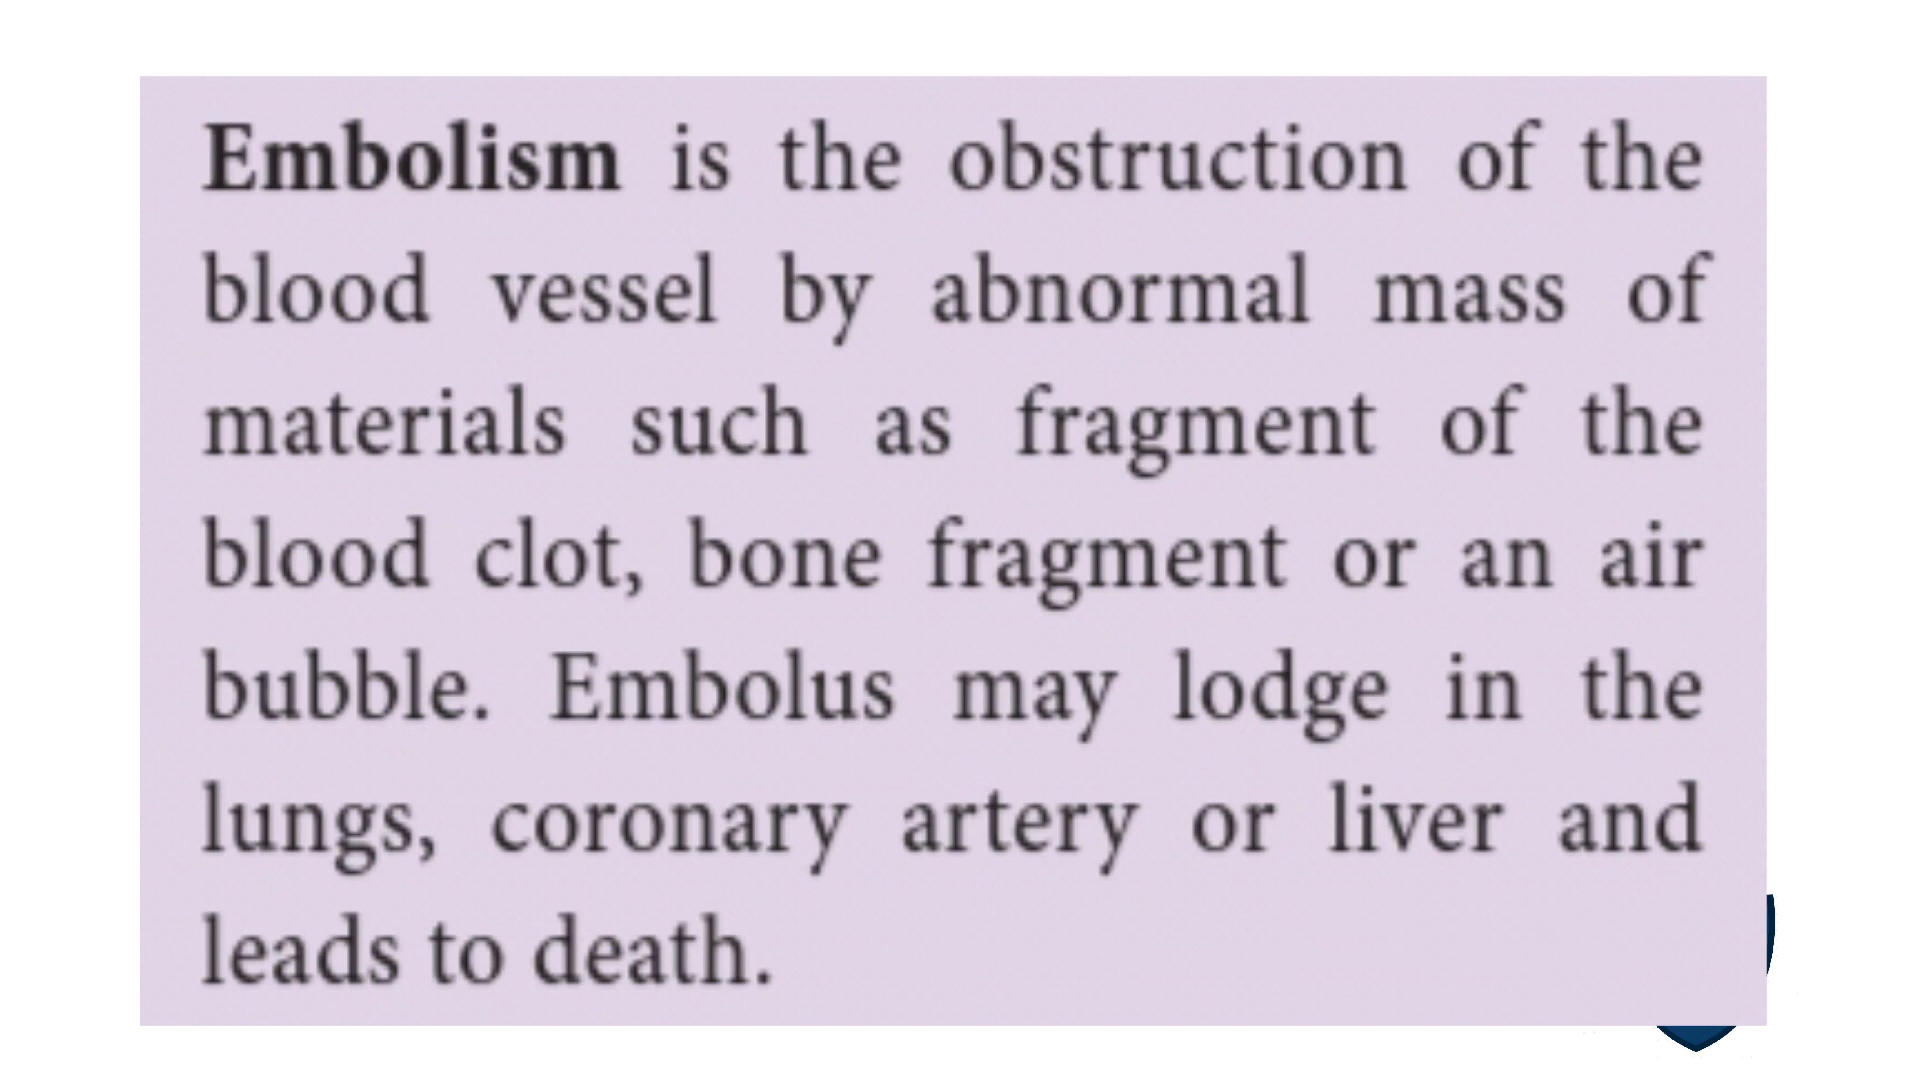 Embolism is the obstruction of the
blood vessel by abnormal mass of
materials such as fragment of the
blood clot, bone fragment or an air
bubble. Embolus may lodge in the
lungs, coronary artery or liver and
leads to death.